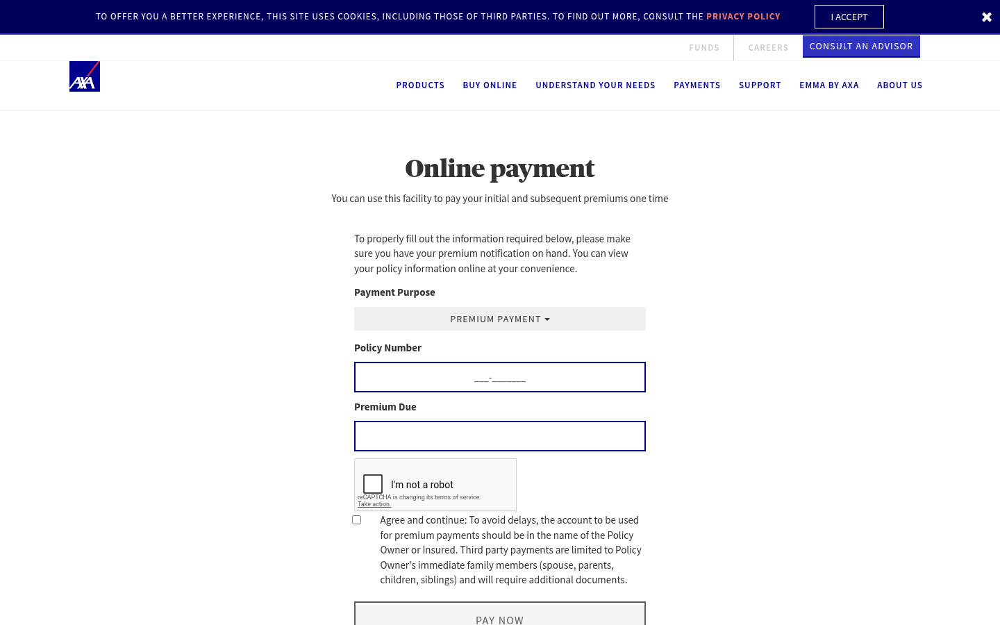 TO OFFER YOU A BETTER EXPERIENCE, THIS SITE USES COOKIES, INCLUDING THOSE OF THIRD PARTIES. TO FIND OUT MORE, CONSULT THE PRIVACY POLICY
I ACCEPT
✖
FUNDS
CAREERS
CONSULT AN ADVISOR
AXA
PRODUCTS
BUY ONLINE
UNDERSTAND YOUR NEEDS
PAYMENTS
SUPPORT
EMMA BY AXA
ABOUT US
Online payment
You can use this facility to pay your initial and subsequent premiums one time
To properly fill out the information required below, please make
sure you have your premium notification on hand. You can view
your policy information online at your convenience.
Payment Purpose
PREMIUM PAYMENT
Policy Number
___-_______
Premium Due
I'm not a robot
reCAPTCHA is changing its terms of service.
Take action.
Agree and continue: To avoid delays, the account to be used
for premium payments should be in the name of the Policy
Owner or Insured. Third party payments are limited to Policy
Owner's immediate family members (spouse, parents,
children, siblings) and will require additional documents.
PAY NOW